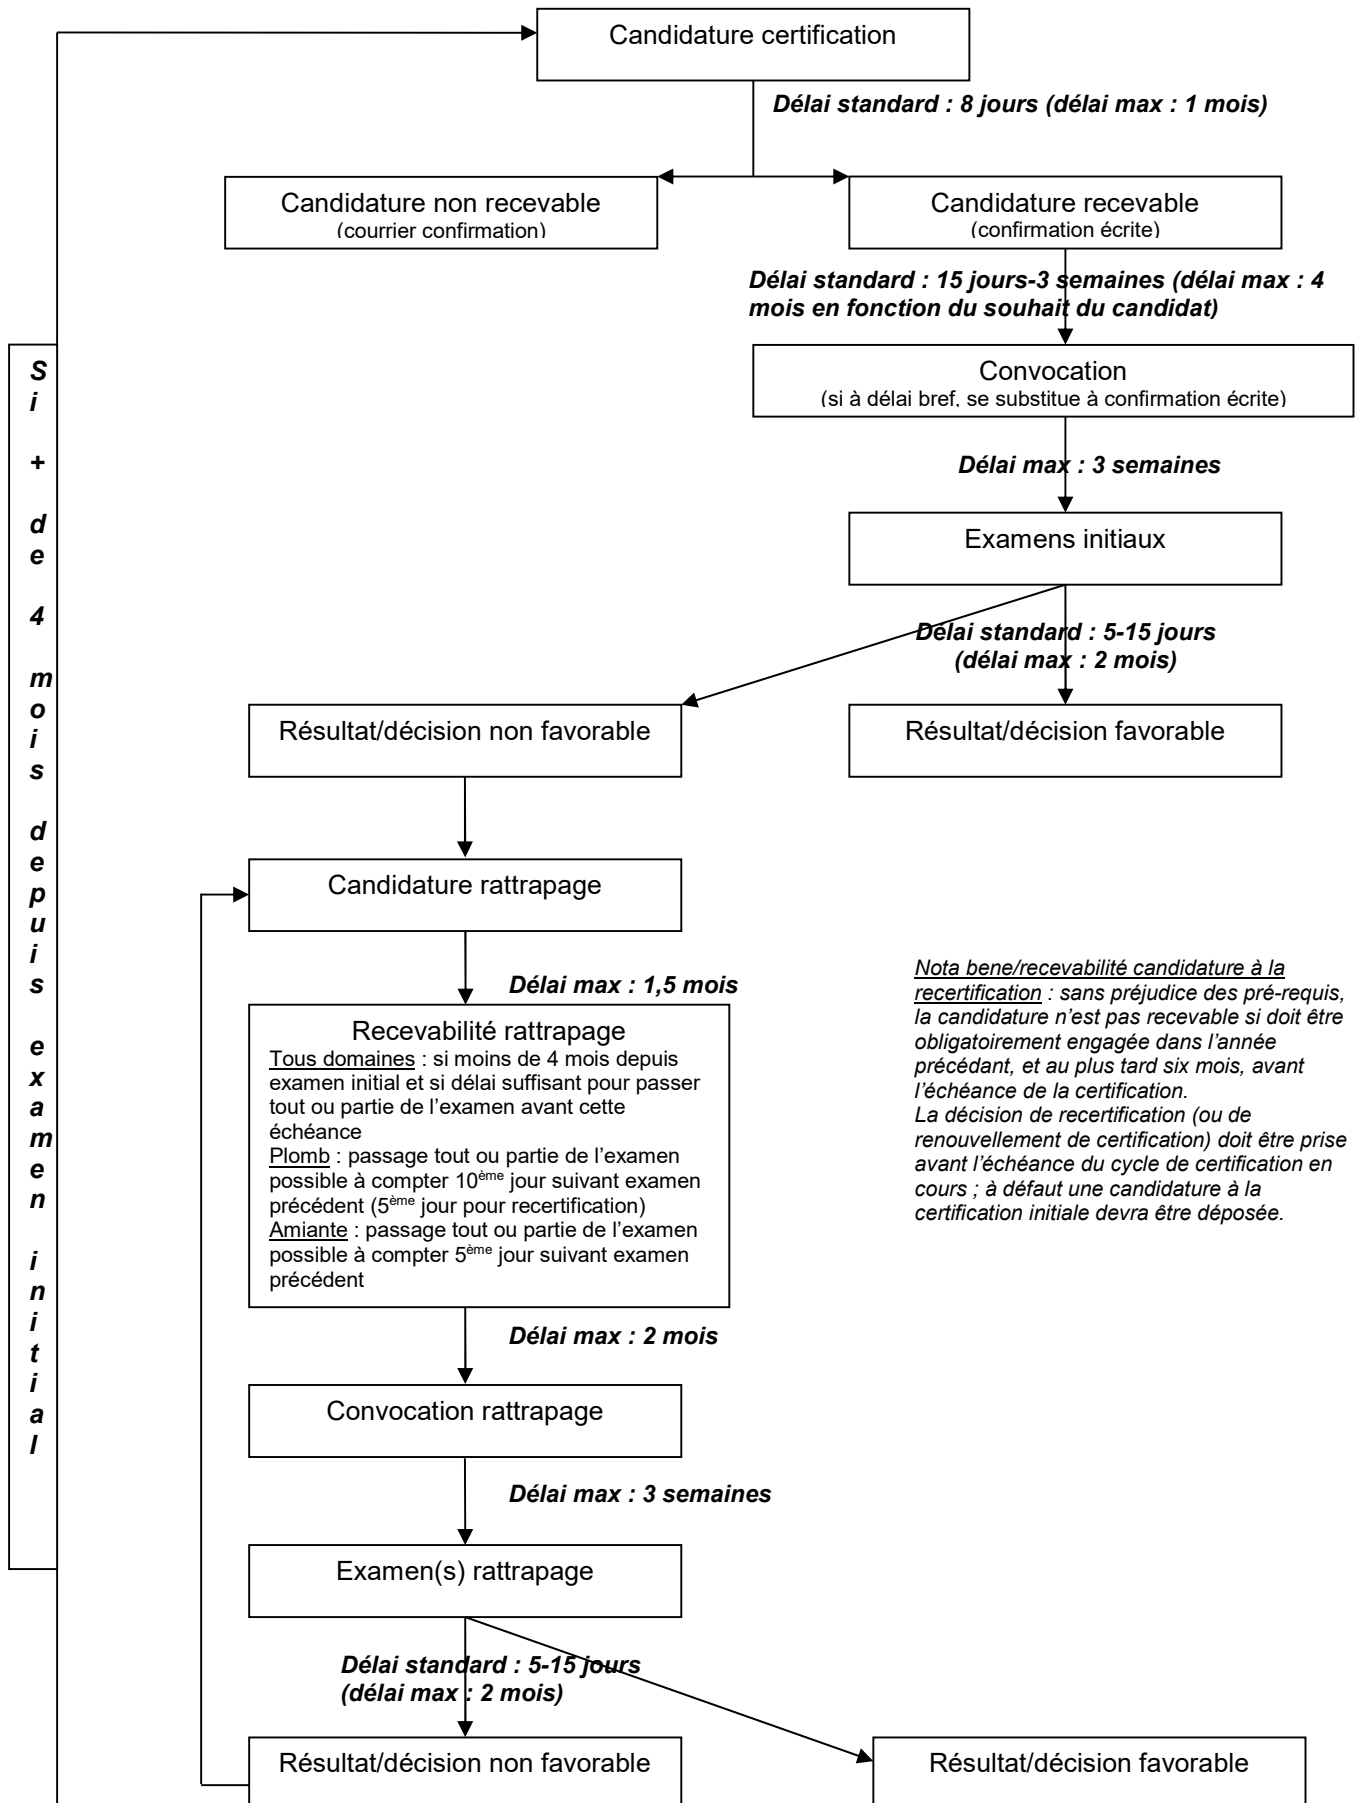 Candidature certification
Délai standard : 8 jours (délai max : 1 mois)
Candidature non recevable
(courrier confirmation)
Candidature recevable
(confirmation écrite)
Délai standard : 15 jours-3 semaines (délai max : 4
mois en fonction du souhait du candidat)
Convocation
(si à délai bref, se substitue à confirmation écrite)
Délai max : 3 semaines
Examens initiaux
Délai standard : 5-15 jours
(délai max : 2 mois)
Résultat/décision non favorable
Résultat/décision favorable
Candidature rattrapage
Délai max : 1,5 mois
Recevabilité rattrapage
Tous domaines : si moins de 4 mois depuis
examen initial et si délai suffisant pour passer
tout ou partie de l'examen avant cette
échéance
Plomb : passage tout ou partie de l'examen
possible à compter 10ème jour suivant examen
précédent (5ème jour pour recertification)
Amiante : passage tout ou partie de l'examen
possible à compter 5ème jour suivant examen
précédent
Nota bene/recevabilité candidature à la
recertification : sans préjudice des pré-requis,
la candidature n'est pas recevable si doit être
obligatoirement engagée dans l'année
précédant, et au plus tard six mois, avant
l'échéance de la certification.
La décision de recertification (ou de
renouvellement de certification) doit être prise
avant l'échéance du cycle de certification en
cours ; à défaut une candidature à la
certification initiale devra être déposée.
Délai max : 2 mois
Convocation rattrapage
Délai max : 3 semaines
Examen(s) rattrapage
Délai standard : 5-15 jours
(délai max : 2 mois)
Résultat/décision non favorable
Résultat/décision favorable
Si + de 4 mois depuis examen initial